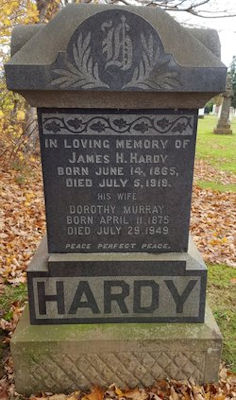 H
IN LOVING MEMORY OF
JAMES H. HARDY
BORN JUNE 14, 1865,
DIED JULY 5, 1919.
HIS WIFE
DOROTHY MURRAY
BORN APRIL 11, 1875
DIED JULY 29, 1949
PEACE PERFECT PEACE.
HARDY